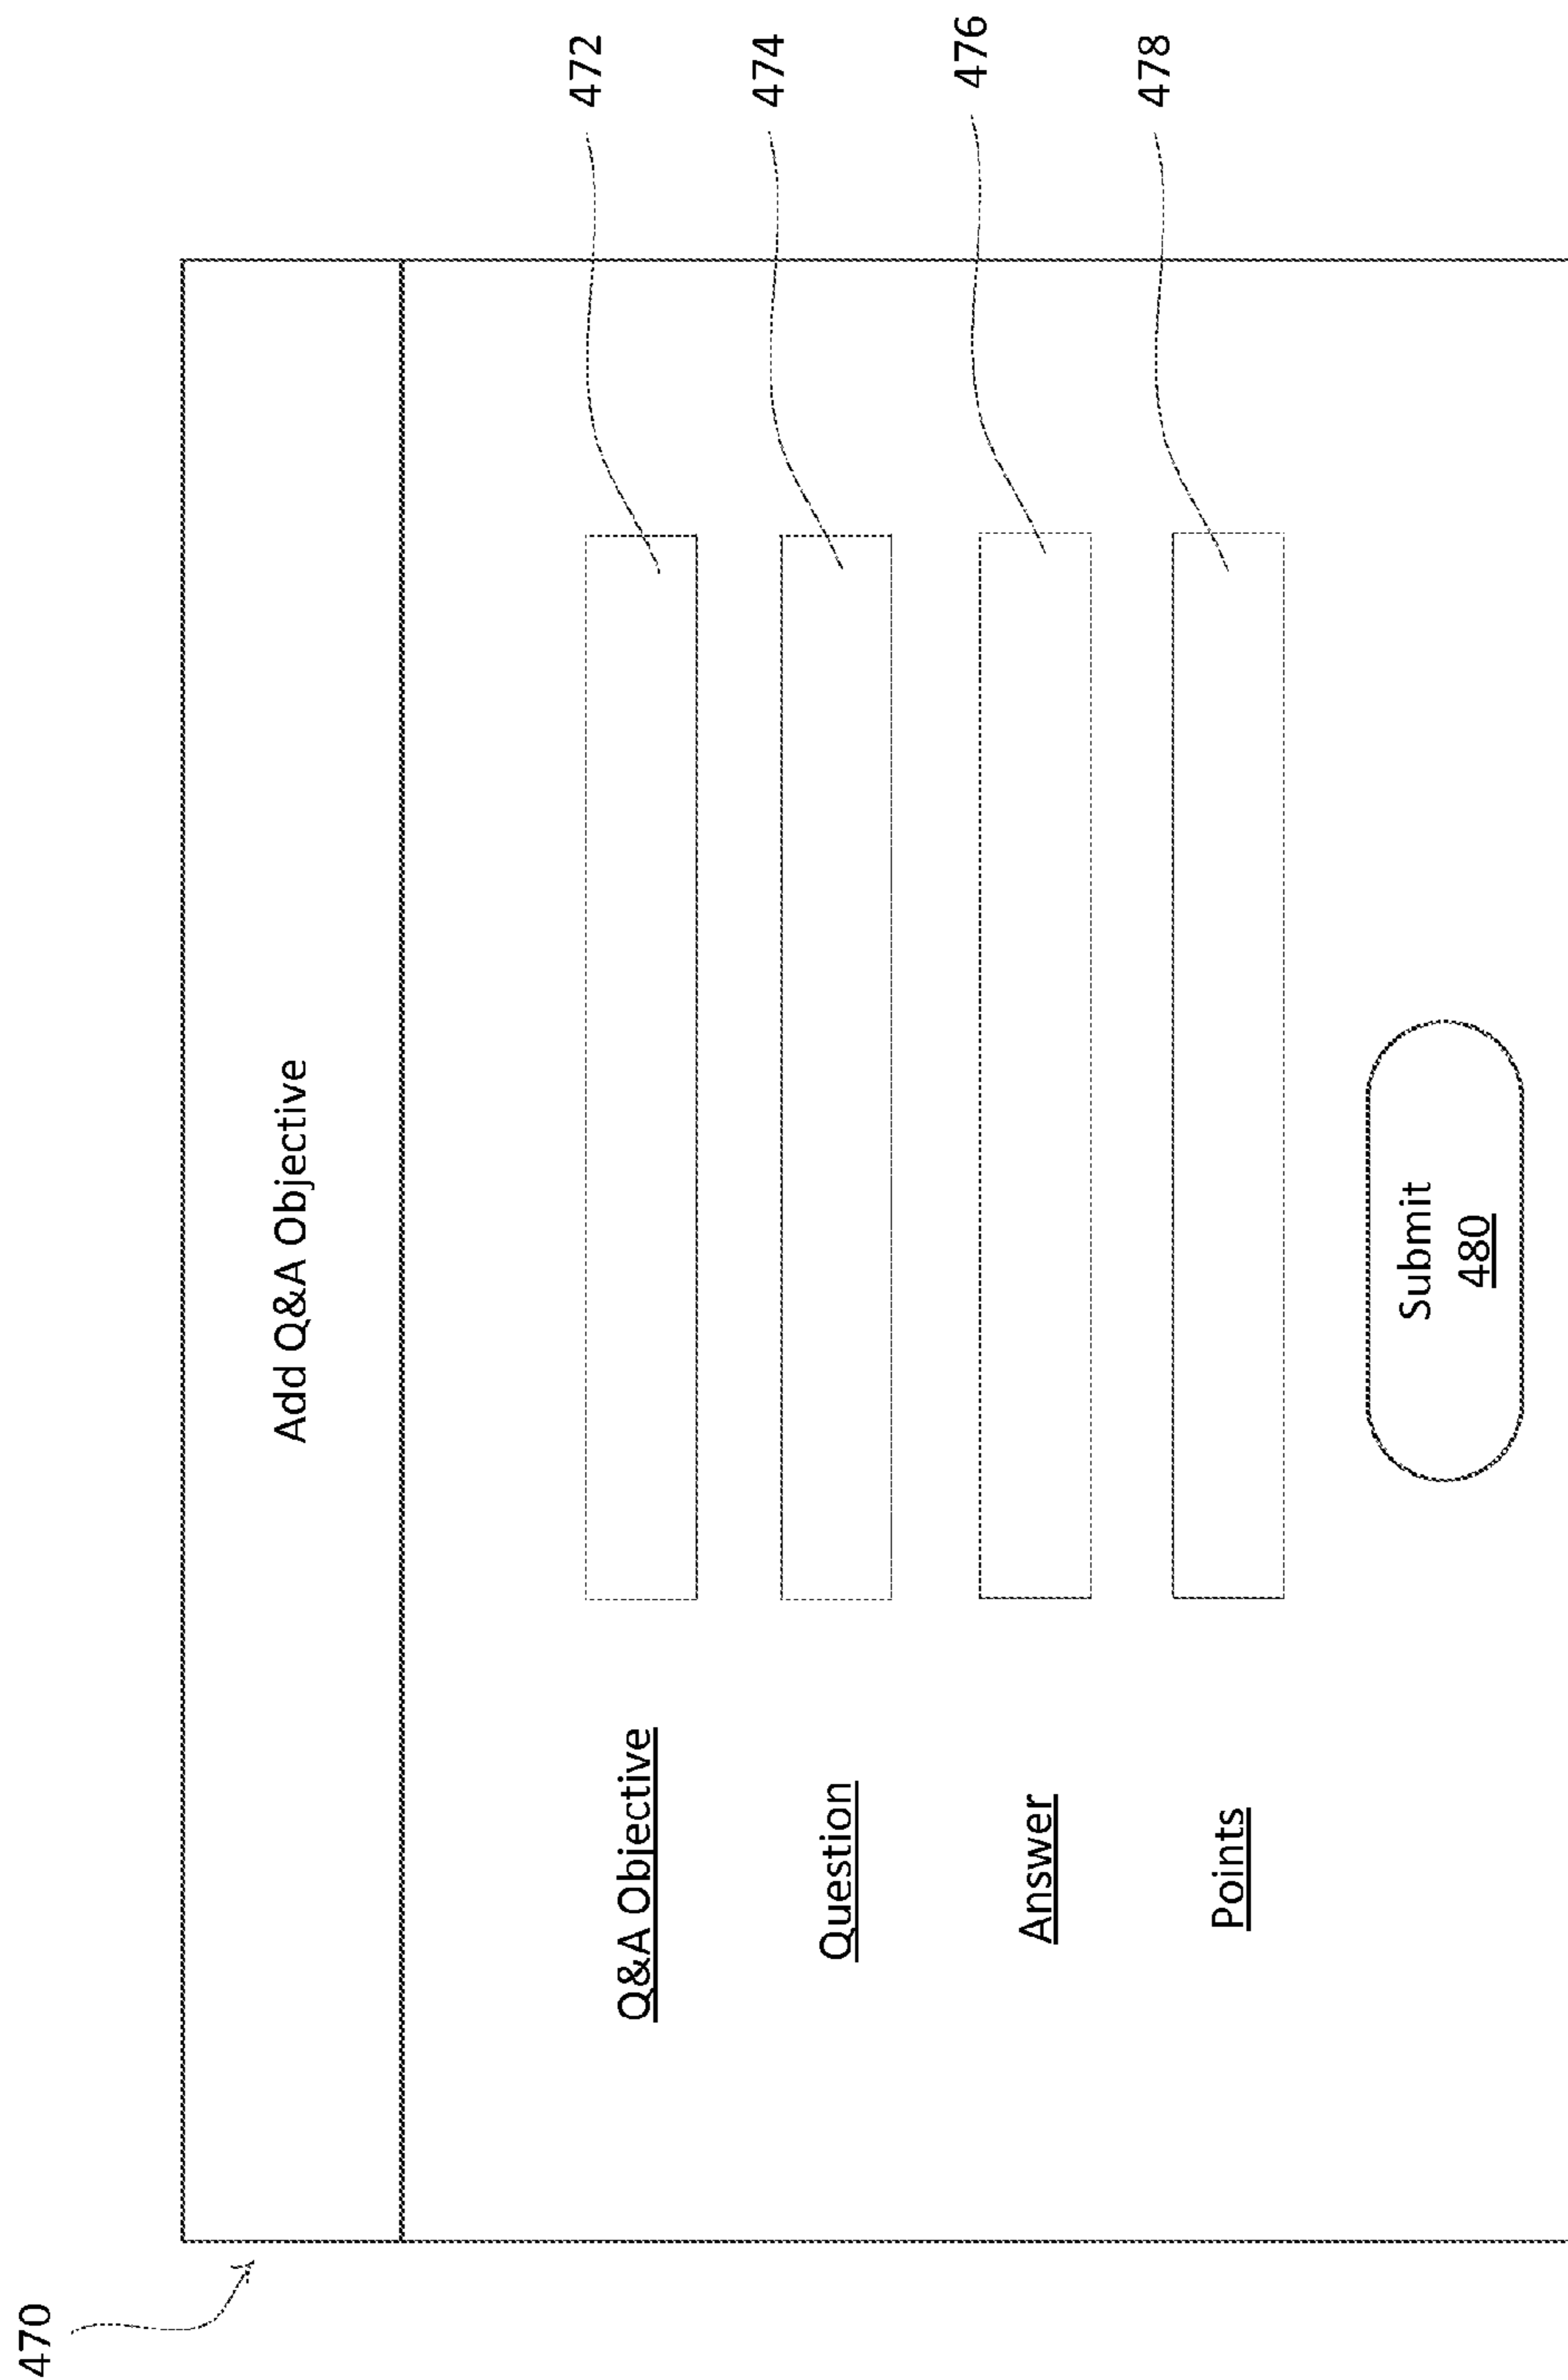 470
Add Q&A Objective
Q&A Objective
472
Question
474
Answer
476
Points
478
Submit
480